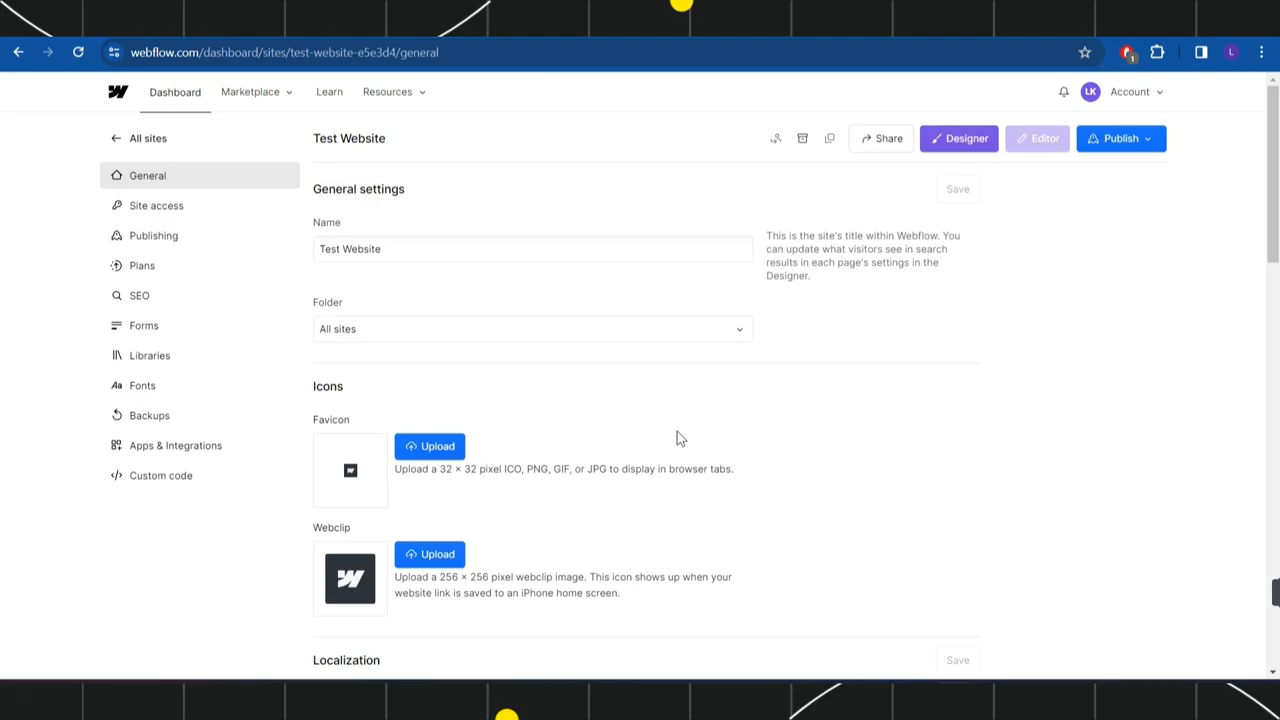 webflow.com/dashboard/sites/test-website-e5e3d4/general
1
L
Dashboard
Marketplace
Learn
Resources
LK
Account
All sites
Test Website
Share
Designer
Editor
Publish
General
Site access
Publishing
Plans
SEO
Forms
Libraries
Aa Fonts
Backups
Apps & Integrations
Custom code
General settings
Save
Name
Test Website
This is the site's title within Webflow. You
can update what visitors see in search
results in each page's settings in the
Designer.
Folder
All sites
Icons
Favicon
Upload
Upload a 32 × 32 pixel ICO, PNG, GIF, or JPG to display in browser tabs.
Webclip
Upload
Upload a 256 × 256 pixel webclip image. This icon shows up when your
website link is saved to an iPhone home screen.
Localization
Save